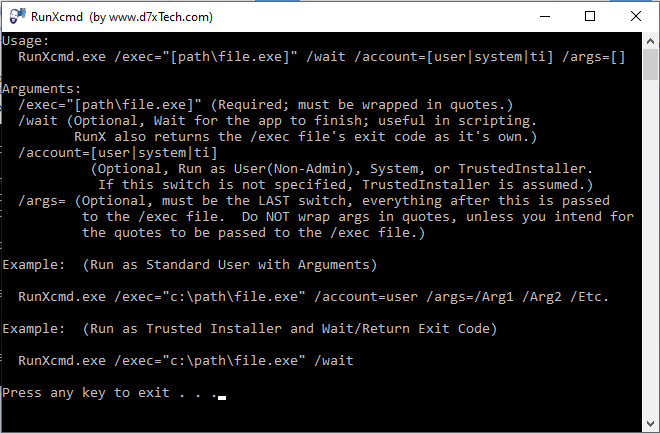 RunXcmd (by www.d7xTech.com)
Usage:
RunXcmd.exe /exec="[path\file.exe]" /wait /account=[user|system|ti] /args=[]
Arguments:
/exec="[path\file.exe]" (Required; must be wrapped in quotes.)
/wait (Optional, Wait for the app to finish; useful in scripting.
RunX also returns the /exec file's exit code as it's own.)
/account=[user|system|ti]
(Optional, Run as User(Non-Admin), System, or TrustedInstaller.
If this switch is not specified, TrustedInstaller is assumed.)
/args= (Optional, must be the LAST switch, everything after this is passed
to the /exec file.  Do NOT wrap args in quotes, unless you intend for
the quotes to be passed to the /exec file.)
Example:  (Run as Standard User with Arguments)
RunXcmd.exe /exec="c:\path\file.exe" /account=user /args=/Arg1 /Arg2 /Etc.
Example:  (Run as Trusted Installer and Wait/Return Exit Code)
RunXcmd.exe /exec="c:\path\file.exe" /wait
Press any key to exit . . .